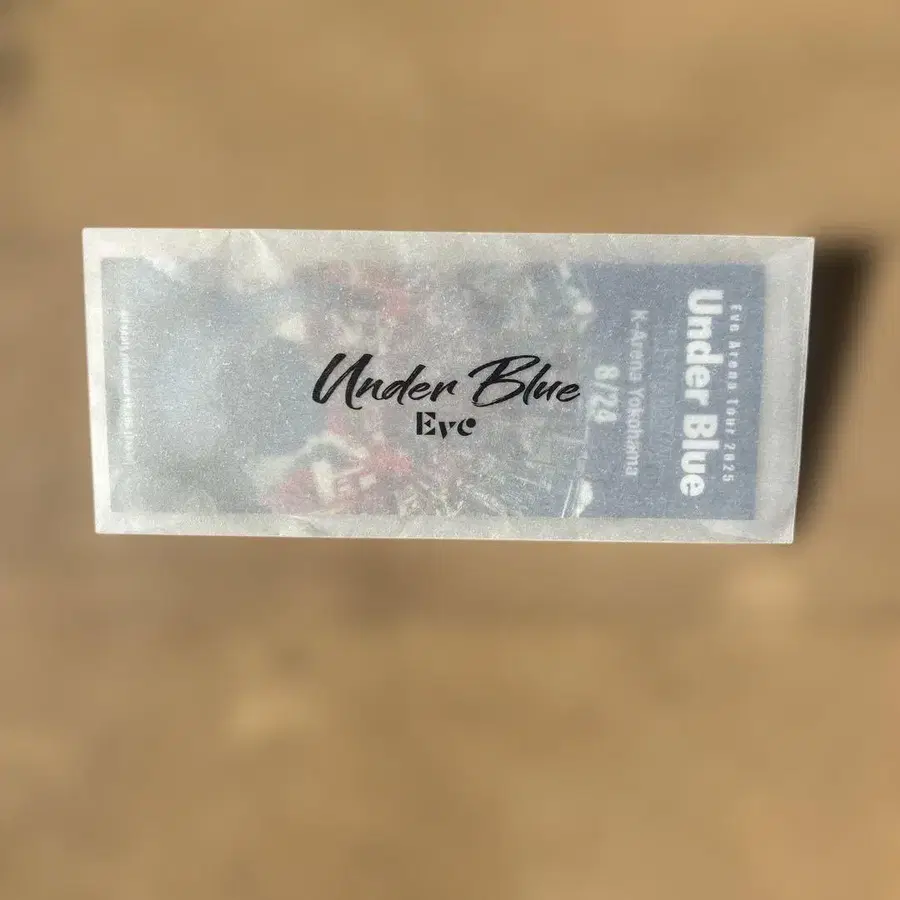 Under Blue
Eve
Eve Arena Tour 2025
Under Blue
K-Arena Yokohama
8/24